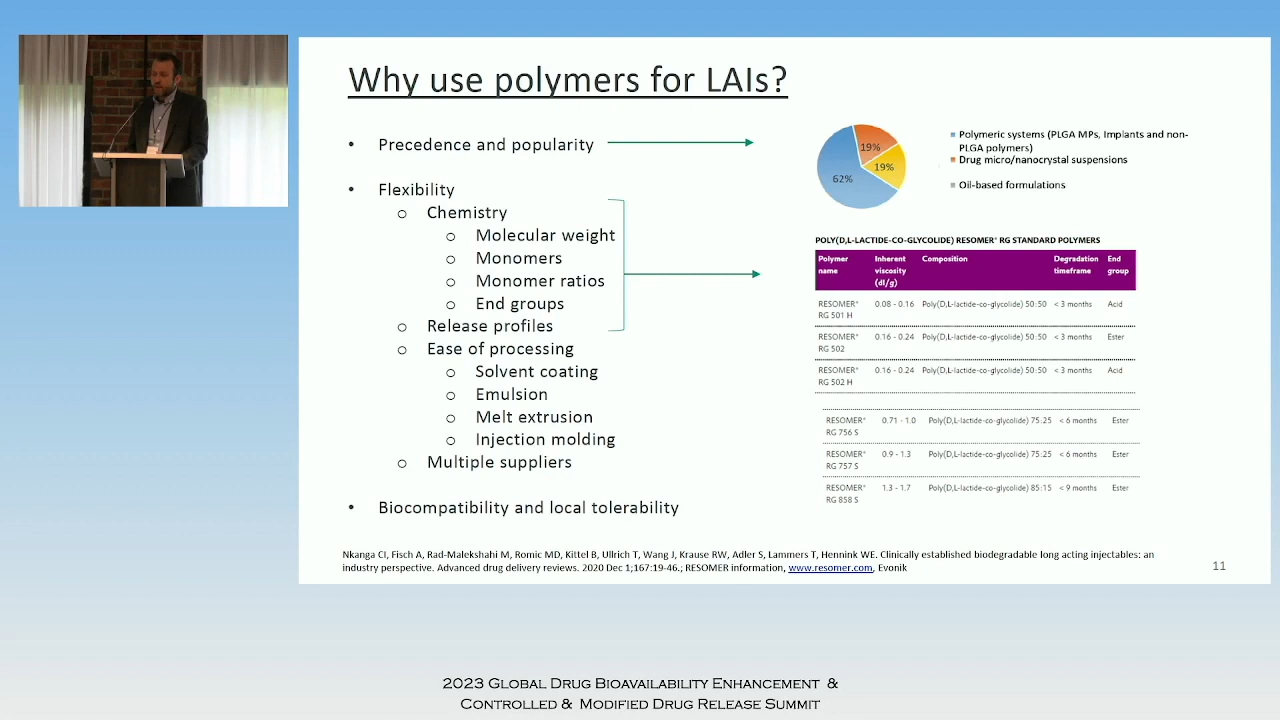 Why use polymers for LAIs?
• Precedence and popularity
• Flexibility
o Chemistry
o Molecular weight
o Monomers
o Monomer ratios
o End groups
o Release profiles
o Ease of processing
o Solvent coating
o Emulsion
o Melt extrusion
o Injection molding
o Multiple suppliers
• Biocompatibility and local tolerability
19%
19%
62%
Polymeric systems (PLGA MPs, Implants and non-
PLGA polymers)
Drug micro/nanocrystal suspensions
Oil-based formulations
POLY(D,L-LACTIDE-CO-GLYCOLIDE) RESOMER® RG STANDARD POLYMERS
Polymer name Inherent viscosity (dl/g) Composition Degradation timeframe End group
RESOMER® RG 501 H 0.08 - 0.16 Poly(D,L-lactide-co-glycolide) 50:50 < 3 months Acid
RESOMER® RG 502 0.16 - 0.24 Poly(D,L-lactide-co-glycolide) 50:50 < 3 months Ester
RESOMER® RG 502 H 0.16 - 0.24 Poly(D,L-lactide-co-glycolide) 50:50 < 3 months Acid
RESOMER® RG 756 S 0.71 - 1.0 Poly(D,L-lactide-co-glycolide) 75:25 < 6 months Ester
RESOMER® RG 757 S 0.9 - 1.3 Poly(D,L-lactide-co-glycolide) 75:25 < 6 months Ester
RESOMER® RG 858 S 1.3 - 1.7 Poly(D,L-lactide-co-glycolide) 85:15 < 9 months Ester
Nkanga CI, Fisch A, Rad-Malekshahi M, Romic MD, Kittel B, Ullrich T, Wang J, Krause RW, Adler S, Lammers T, Hennink WE. Clinically established biodegradable long acting injectables: an
industry perspective. Advanced drug delivery reviews. 2020 Dec 1;167:19-46.; RESOMER information, www.resomer.com, Evonik
11
2023 Global Drug Bioavailability Enhancement &
Controlled & Modified Drug Release Summit